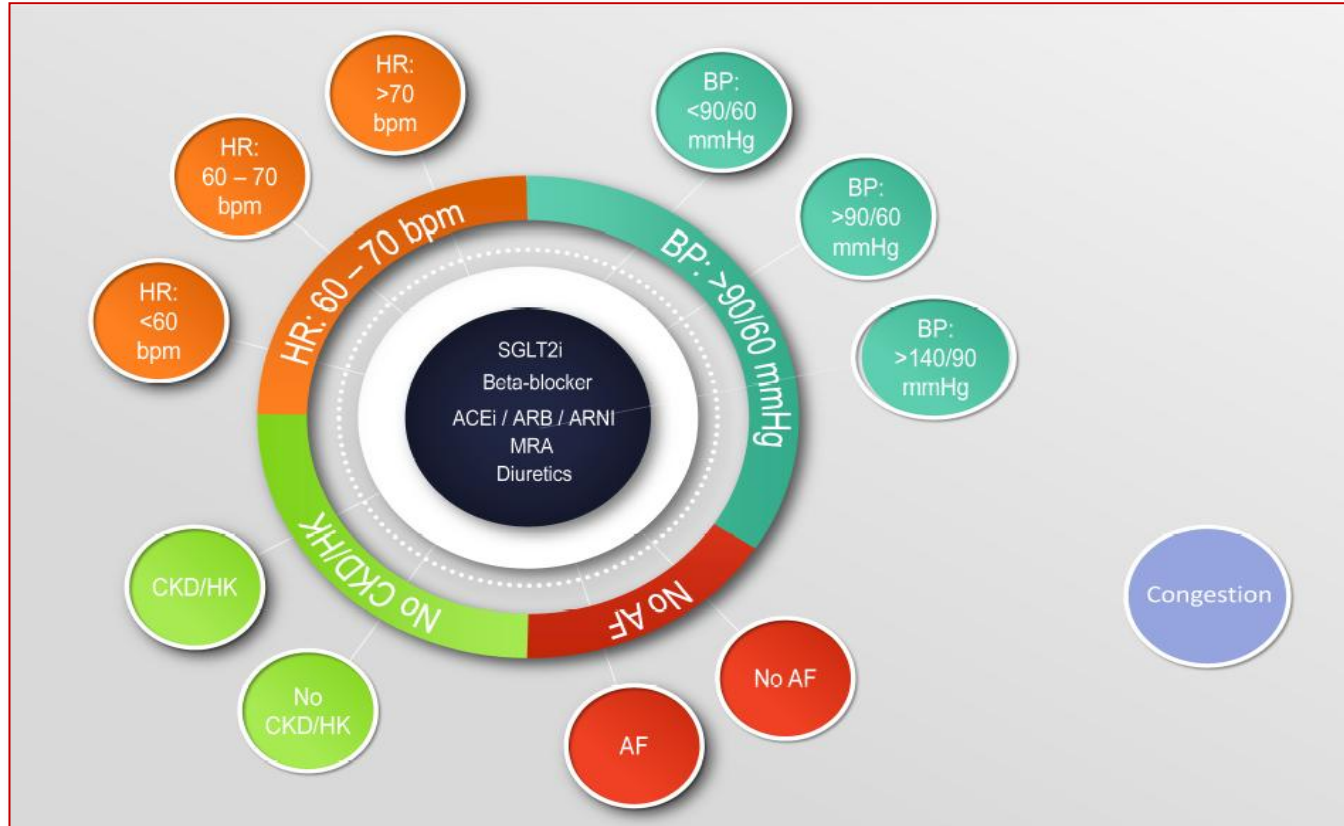 HR:
>70
bpm
HR:
60 – 70
bpm
HR:
<60
bpm
BP:
<90/60
mmHg
BP:
>90/60
mmHg
BP:
>140/90
mmHg
HR: 60 – 70 bpm
BP: >90/60 mmHg
No CKD/HK
No AF
SGLT2i
Beta-blocker
ACEi / ARB / ARNI
MRA
Diuretics
CKD/HK
No
CKD/HK
AF
No AF
Congestion